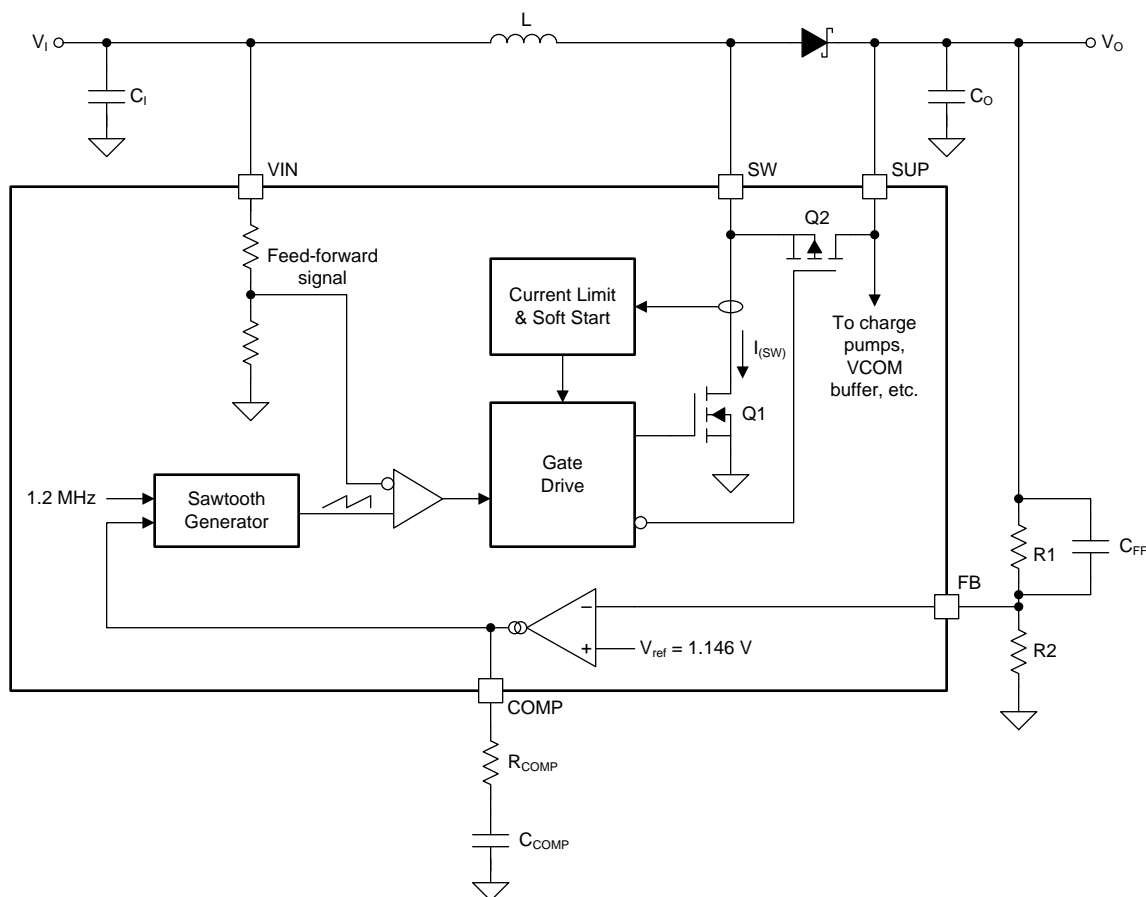 L
V_I
V_O
C_I
C_O
VIN
SW
SUP
Q2
Feed-forward
signal
Current Limit
& Soft Start
To charge
pumps,
VCOM
buffer, etc.
I_(SW)
Q1
Gate
Drive
1.2 MHz
Sawtooth
Generator
R1
C_FF
FB
−
+
V_ref = 1.146 V
R2
COMP
R_COMP
C_COMP